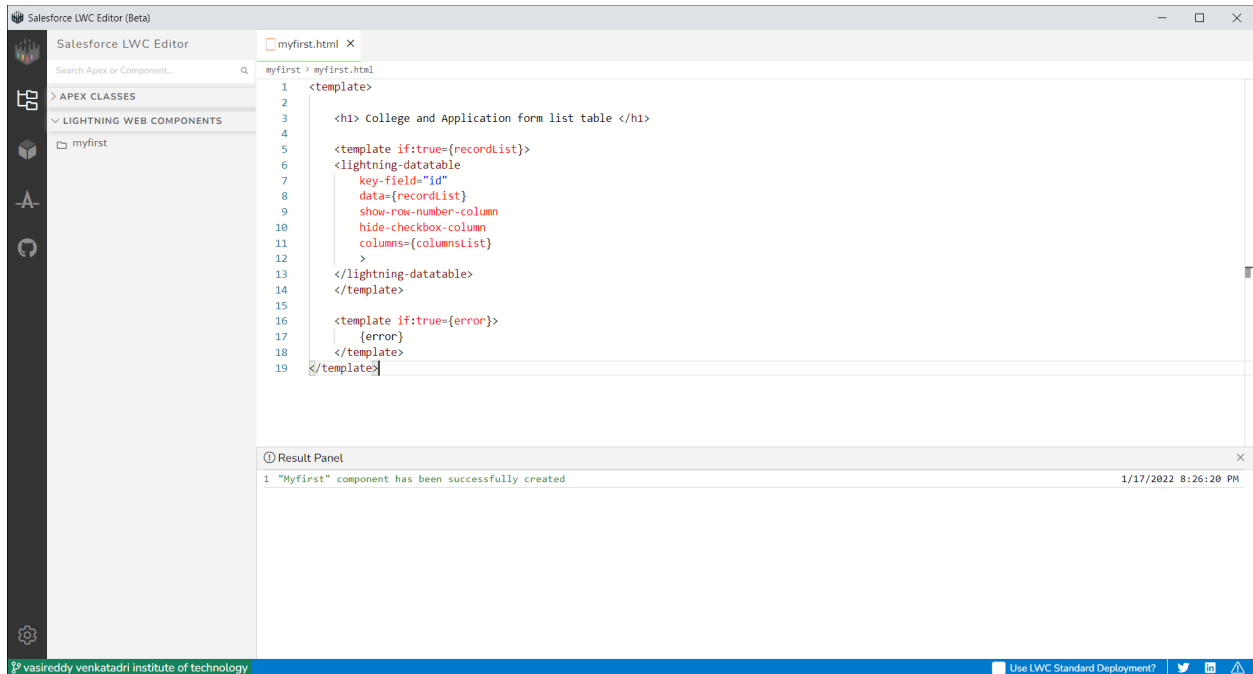 Salesforce LWC Editor (Beta)
Salesforce LWC Editor
Search Apex or Component...
APEX CLASSES
LIGHTNING WEB COMPONENTS
myfirst
myfirst.html
myfirst > myfirst.html
1 <template>
2
3 <h1> College and Application form list table </h1>
4
5 <template if:true={recordList}>
6 <lightning-datatable
7 key-field="id"
8 data={recordList}
9 show-row-number-column
10 hide-checkbox-column
11 columns={columnsList}
12 >
13 </lightning-datatable>
14 </template>
15
16 <template if:true={error}>
17 {error}
18 </template>
19 </template>
Result Panel
1 "Myfirst" component has been successfully created 1/17/2022 8:26:20 PM
vasireddy venkatadri institute of technology
Use LWC Standard Deployment?